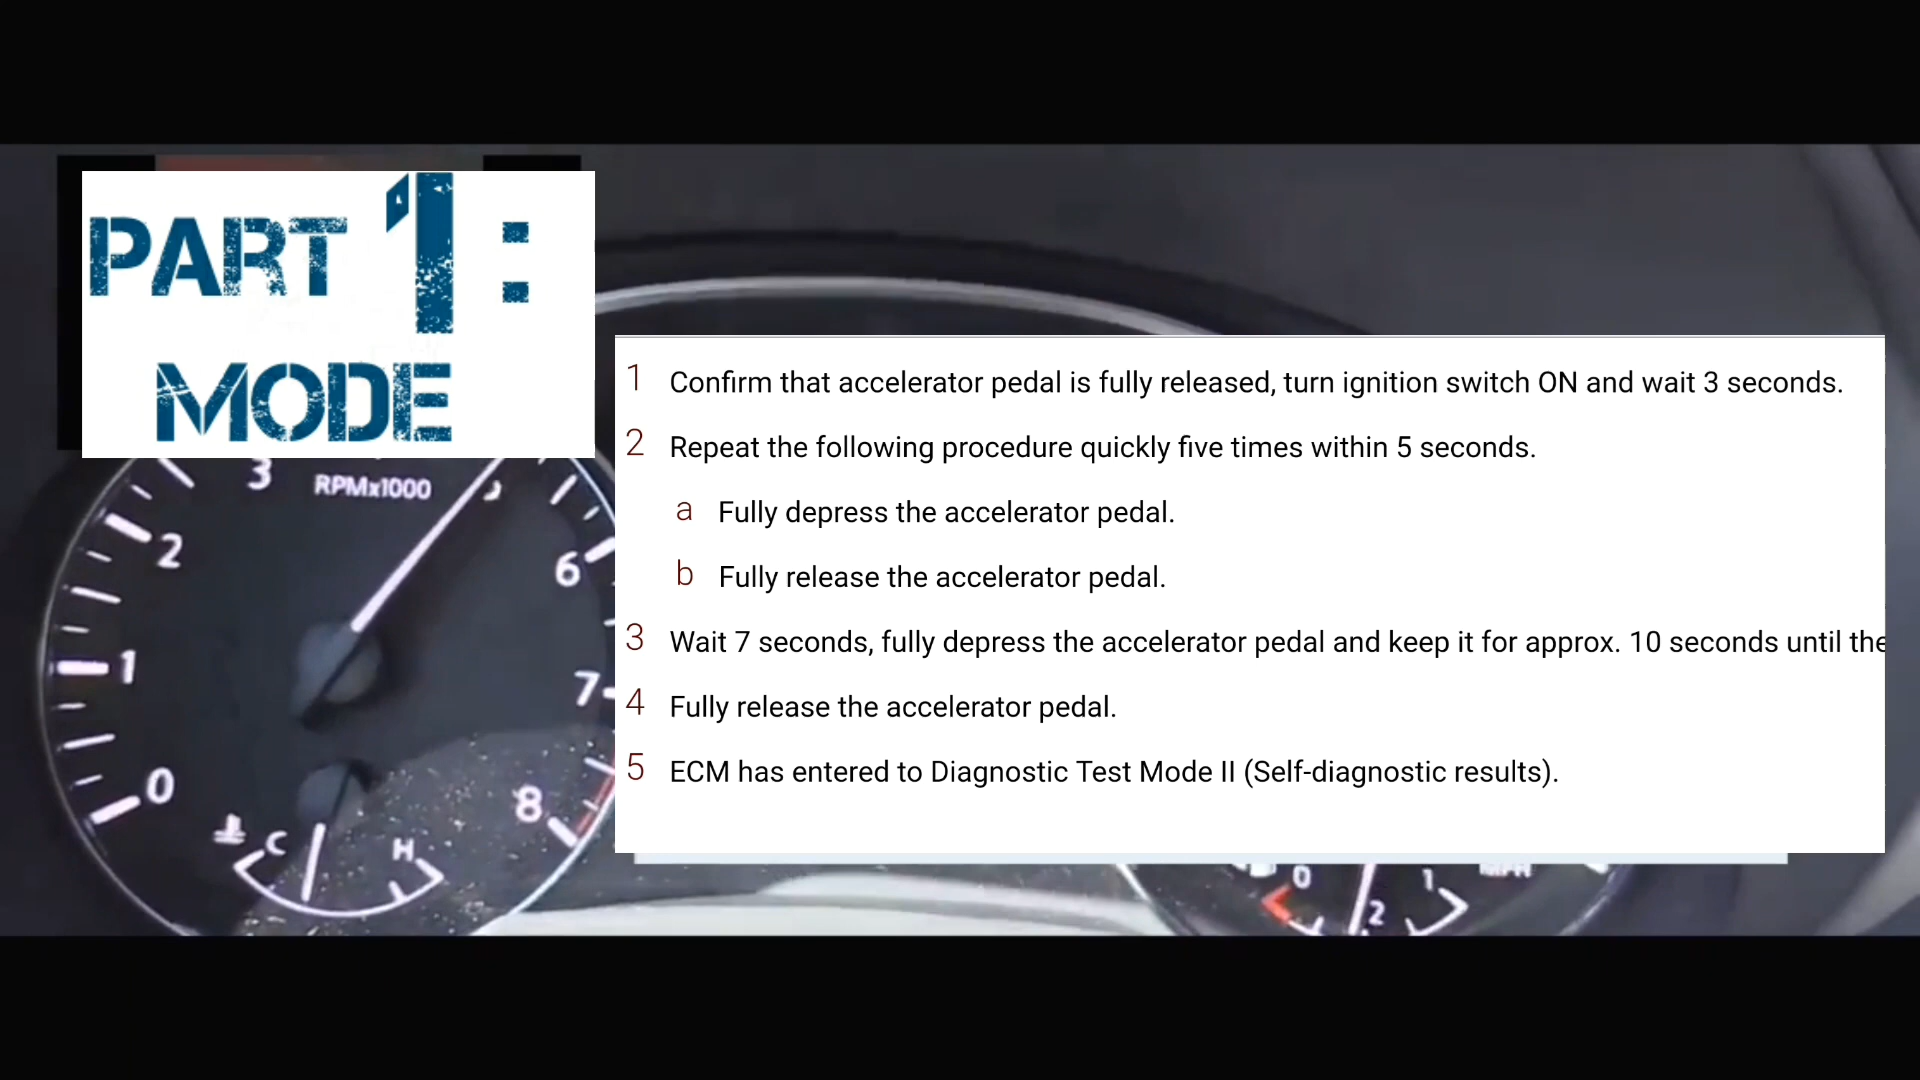 PART 1:
MODE
1 Confirm that accelerator pedal is fully released, turn ignition switch ON and wait 3 seconds.
2 Repeat the following procedure quickly five times within 5 seconds.
a Fully depress the accelerator pedal.
b Fully release the accelerator pedal.
3 Wait 7 seconds, fully depress the accelerator pedal and keep it for approx. 10 seconds until the
4 Fully release the accelerator pedal.
5 ECM has entered to Diagnostic Test Mode II (Self-diagnostic results).
3 RPMx1000
2
6
1
7
0
8
C H
0 1
MPH
2